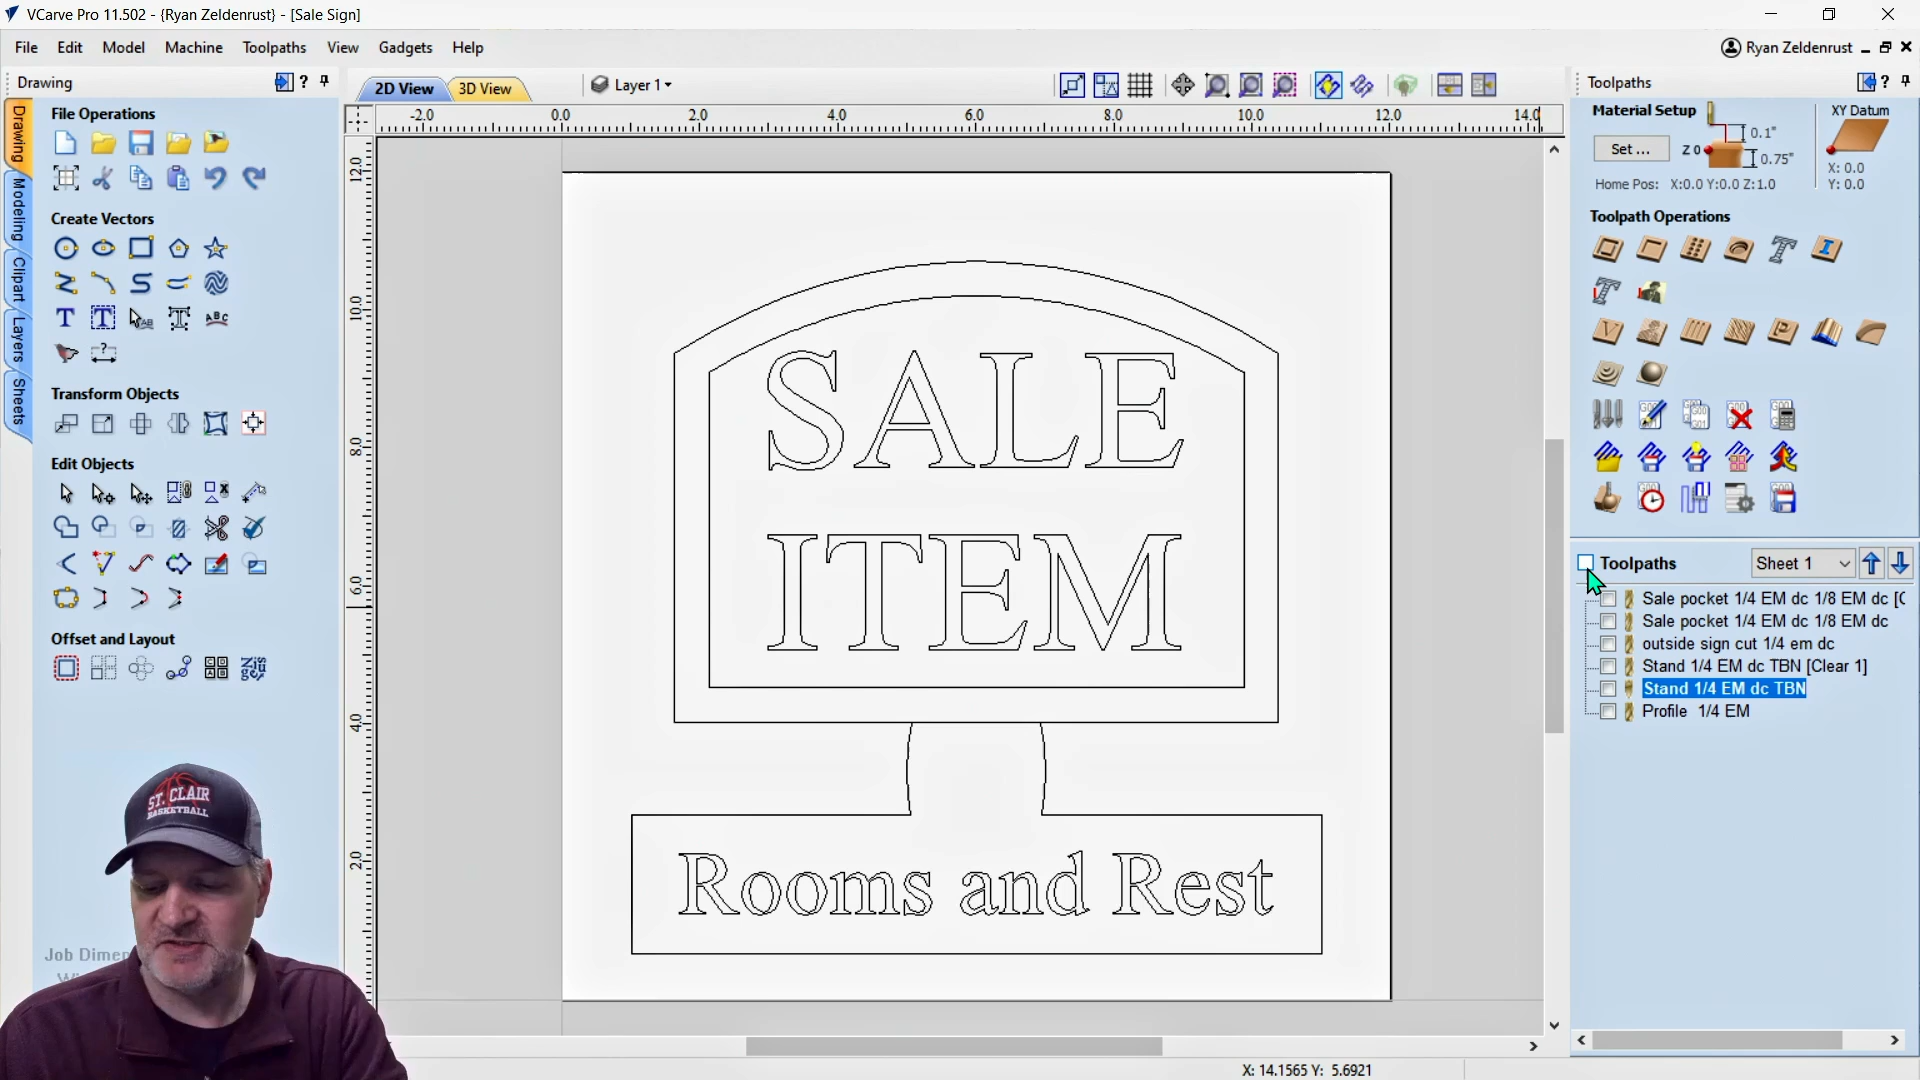 VCarve Pro 11.502 - {Ryan Zeldenrust} - [Sale Sign]
File Edit Model Machine Toolpaths View Gadgets Help
Ryan Zeldenrust
Drawing
2D View 3D View
Layer 1
Toolpaths
Drawing
Modeling
Clipart
Layers
Sheets
File Operations
Create Vectors
Transform Objects
Edit Objects
Offset and Layout
Job Dimen
-2.0 0.0 2.0 4.0 6.0 8.0 10.0 12.0 14.0
12.0
10.0
8.0
6.0
4.0
2.0
SALE
ITEM
Rooms and Rest
ST. CLAIR
BASKETBALL
Material Setup
Set ...
Z 0
0.1"
0.75"
XY Datum
X: 0.0
Y: 0.0
Home Pos: X:0.0 Y:0.0 Z:1.0
Toolpath Operations
Toolpaths Sheet 1
Sale pocket 1/4 EM dc 1/8 EM dc [C
Sale pocket 1/4 EM dc 1/8 EM dc
outside sign cut 1/4 em dc
Stand 1/4 EM dc TBN [Clear 1]
Stand 1/4 EM dc TBN
Profile 1/4 EM
X: 14.1565 Y: 5.6921